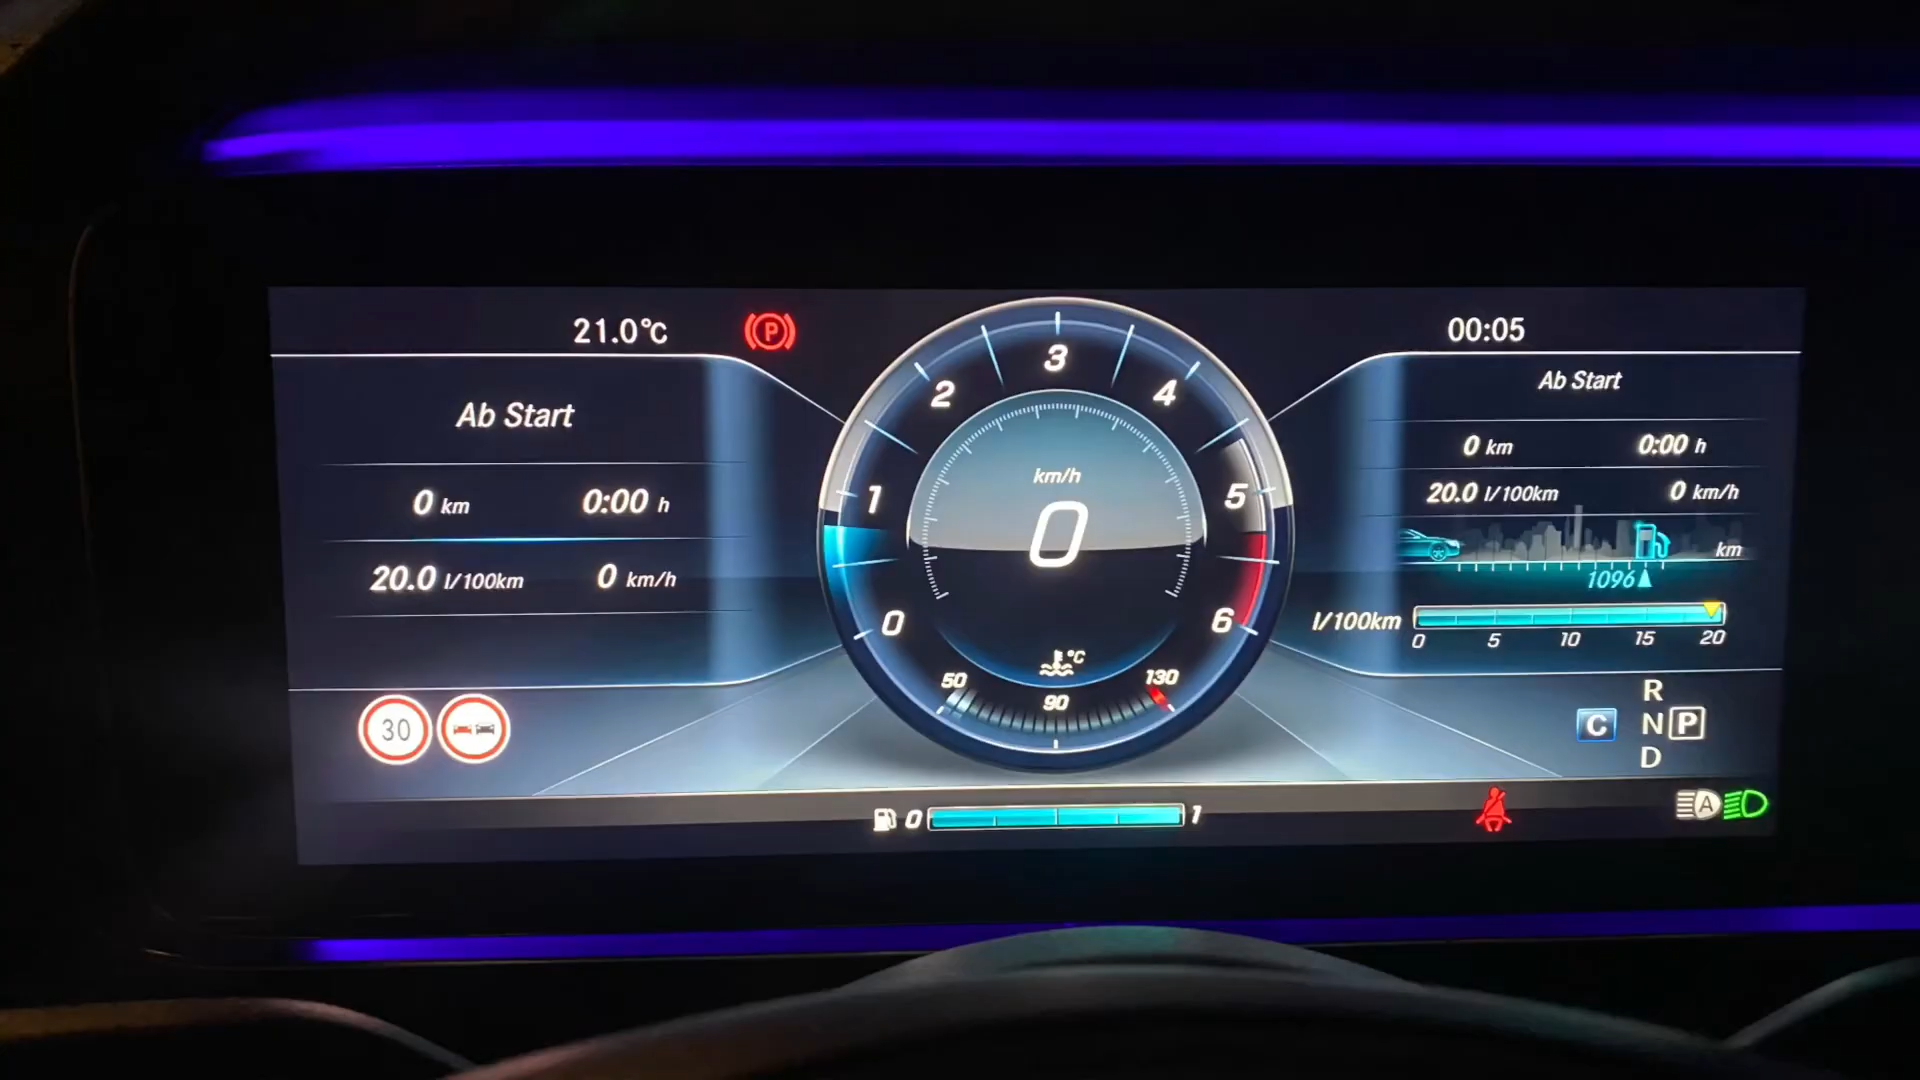 21.0°C
P
00:05
Ab Start
0 km 0:00 h
20.0 l/100km 0 km/h
30
0 1 2 3 4 5 6
km/h
0
°C
50 90 130
Ab Start
0 km 0:00 h
20.0 l/100km 0 km/h
km
1096
l/100km
0 5 10 15 20
R
C N P
D
0 1
A